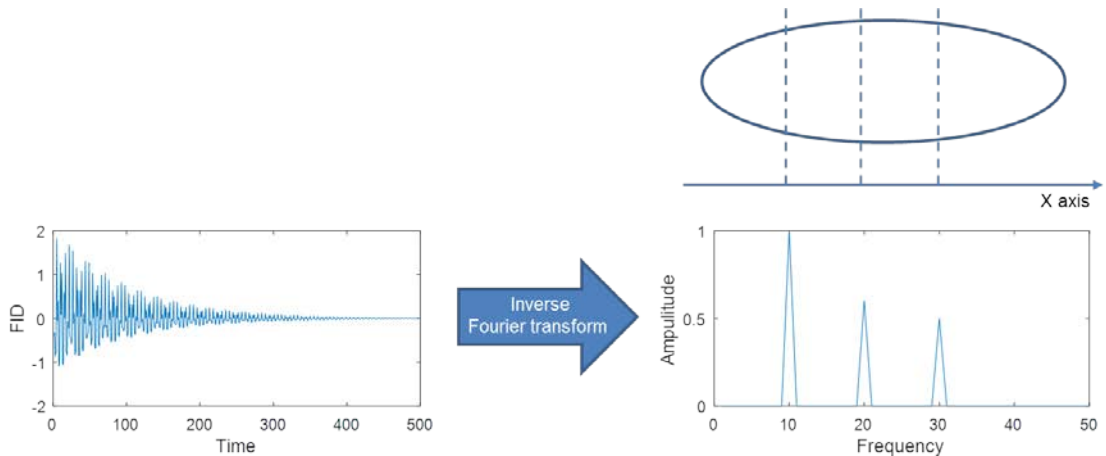 X axis
2
1
0
-1
-2
FID
0 100 200 300 400 500
Time
Inverse
Fourier transform
1
0.5
0
Ampulitude
0 10 20 30 40 50
Frequency